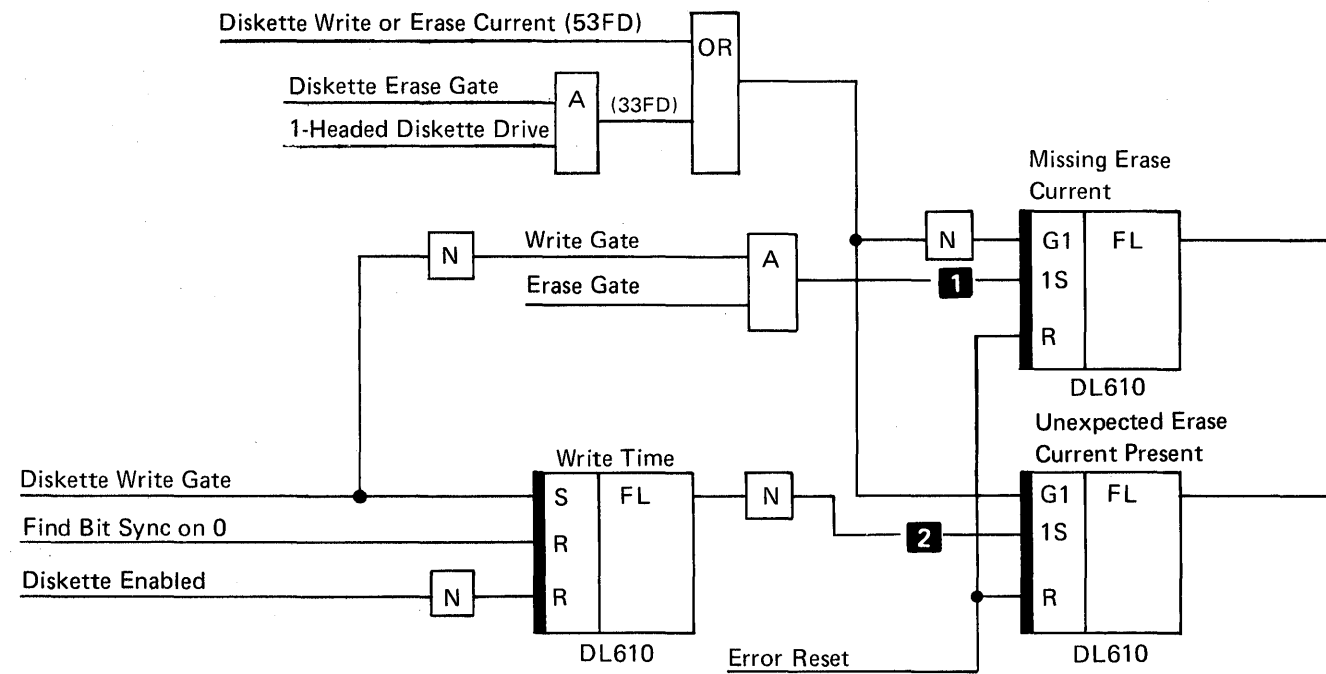 Diskette Write or Erase Current (53FD)
OR
Diskette Erase Gate
A
(33FD)
1-Headed Diskette Drive
Missing Erase
Current
N
Write Gate
A
N
G1
FL
Erase Gate
1
1S
R
DL610
Unexpected Erase
Current Present
Write Time
Diskette Write Gate
S
FL
N
G1
FL
Find Bit Sync on 0
R
2
1S
Diskette Enabled
N
R
R
DL610
Error Reset
DL610